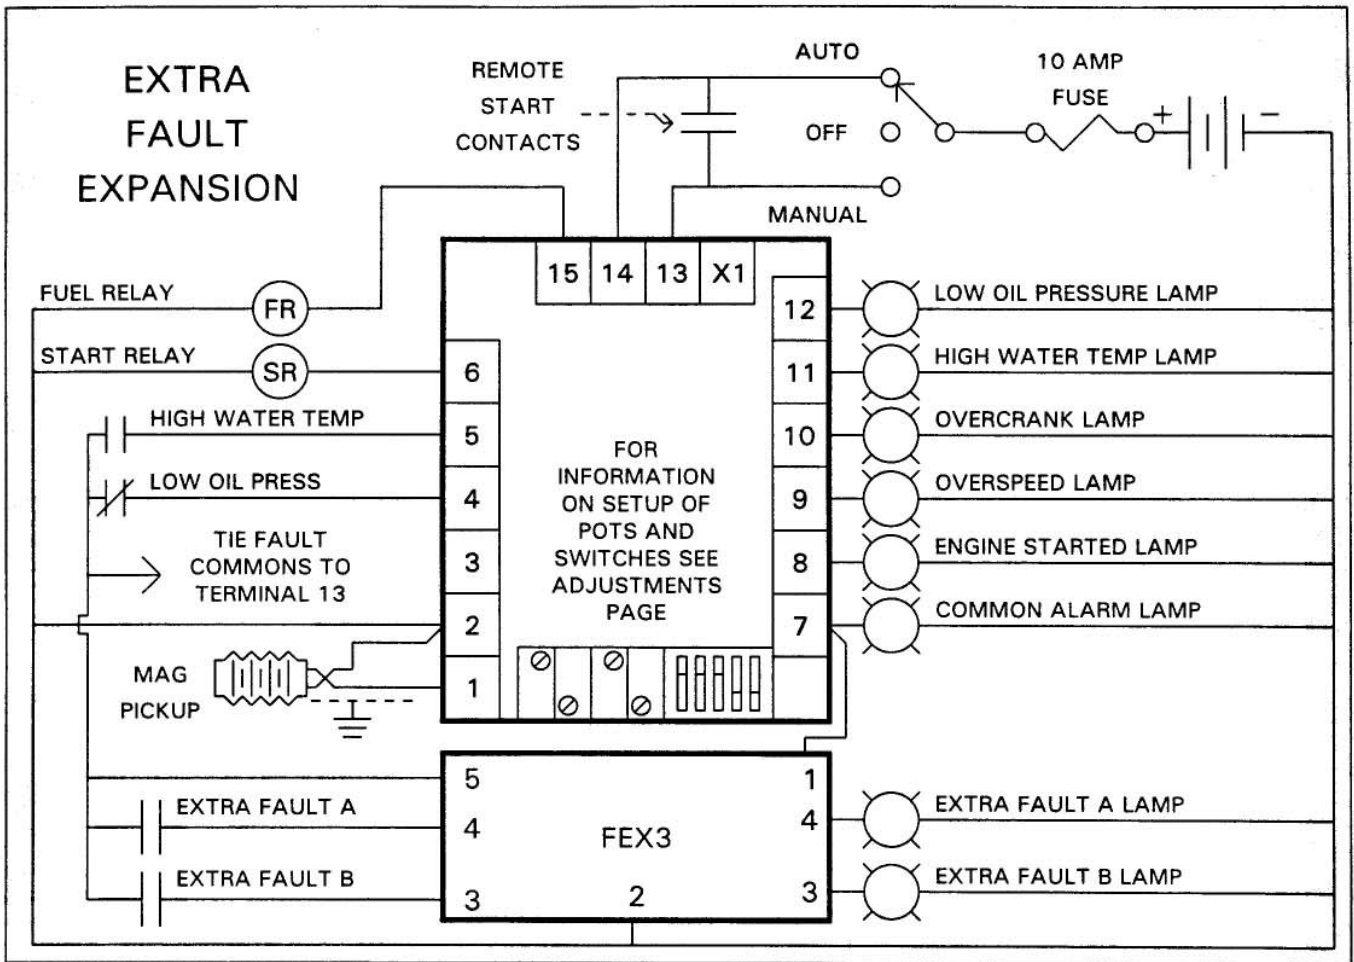 EXTRA
FAULT
EXPANSION
REMOTE
START
CONTACTS
AUTO
OFF
MANUAL
10 AMP
FUSE
+
−
15
14
13
X1
FUEL RELAY
FR
START RELAY
SR
HIGH WATER TEMP
LOW OIL PRESS
TIE FAULT
COMMONS TO
TERMINAL 13
MAG
PICKUP
6
5
4
3
2
1
FOR
INFORMATION
ON SETUP OF
POTS AND
SWITCHES SEE
ADJUSTMENTS
PAGE
12
LOW OIL PRESSURE LAMP
11
HIGH WATER TEMP LAMP
10
OVERCRANK LAMP
9
OVERSPEED LAMP
8
ENGINE STARTED LAMP
7
COMMON ALARM LAMP
EXTRA FAULT A
EXTRA FAULT B
5
4
3
FEX3
2
1
4
3
EXTRA FAULT A LAMP
EXTRA FAULT B LAMP